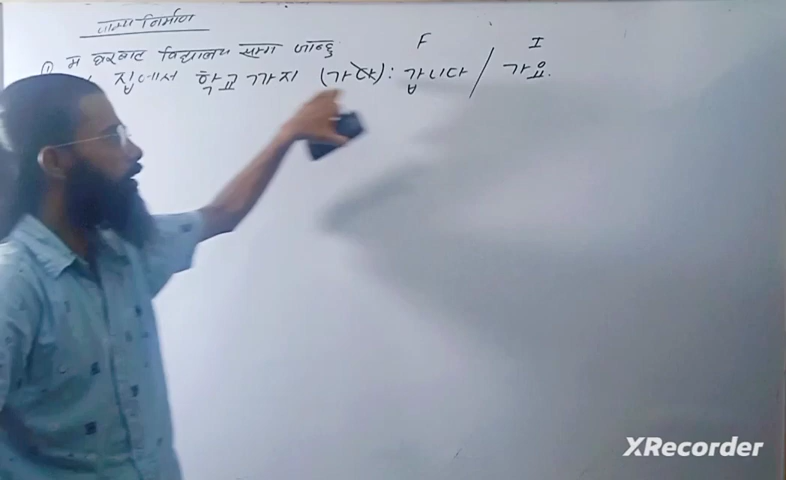 वाक्य निर्माण
① म घरबाट विद्यालय सम्म जान्छु
집에서 학교 까지 (가다): 갑니다 / 가요.
F I
XRecorder